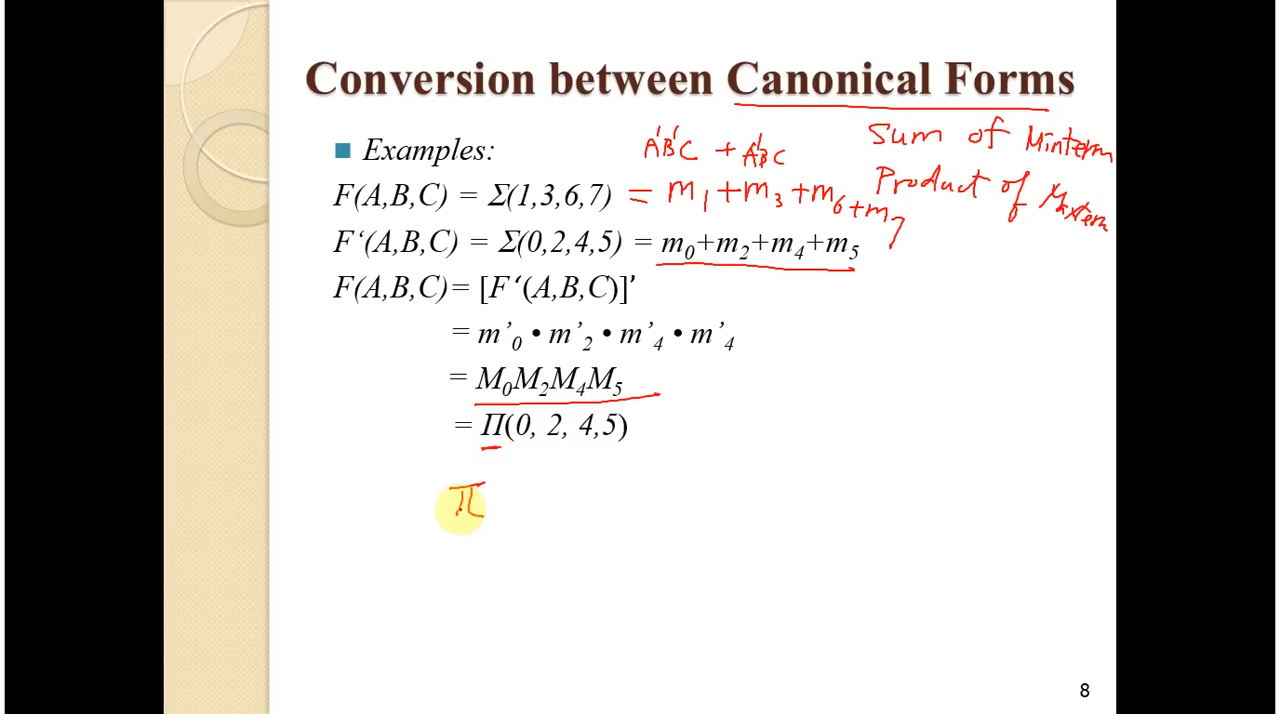 Conversion between Canonical Forms
Examples:
A'B'C + A'BC
Sum of Minterm
Product of Maxterm
F(A,B,C) = Σ(1,3,6,7) = m1 + m3 + m6 + m7
F‘(A,B,C) = Σ(0,2,4,5) = m0+m2+m4+m5
F(A,B,C)= [F‘(A,B,C)]’
= m’0 • m’2 • m’4 • m’4
= M0M2M4M5
= Π(0, 2, 4,5)
π
8